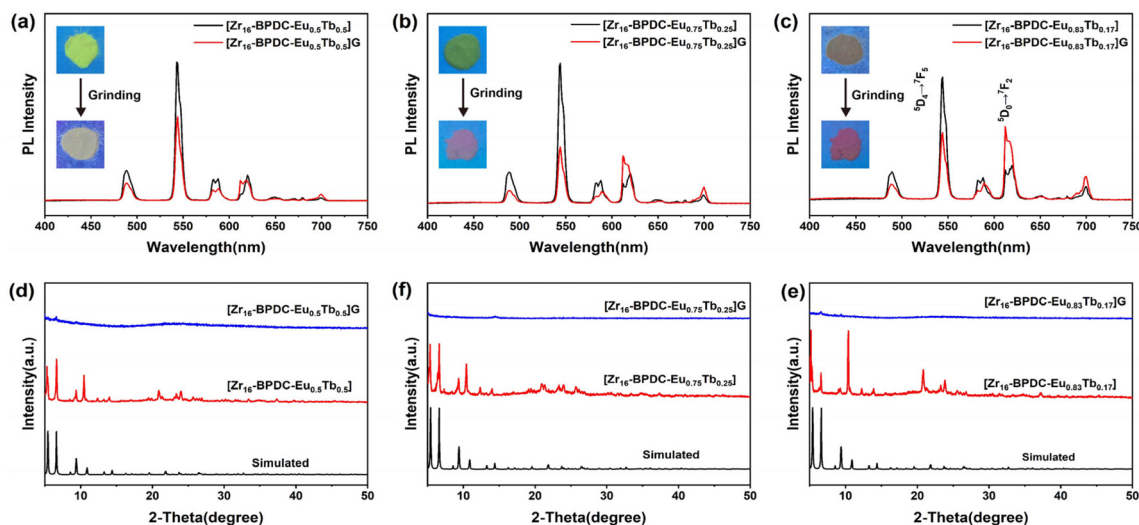 (a)
[Zr₁₆-BPDC-Eu₀.₅Tb₀.₅]
[Zr₁₆-BPDC-Eu₀.₅Tb₀.₅]G
Grinding
PL Intensity
400 450 500 550 600 650 700 750
Wavelength(nm)
(b)
[Zr₁₆-BPDC-Eu₀.₇₅Tb₀.₂₅]
[Zr₁₆-BPDC-Eu₀.₇₅Tb₀.₂₅]G
Grinding
PL Intensity
400 450 500 550 600 650 700 750
Wavelength(nm)
(c)
[Zr₁₆-BPDC-Eu₀.₈₃Tb₀.₁₇]
[Zr₁₆-BPDC-Eu₀.₈₃Tb₀.₁₇]G
Grinding
⁵D₄→⁷F₅
⁵D₀→⁷F₂
PL Intensity
400 450 500 550 600 650 700 750
Wavelength(nm)
(d)
[Zr₁₆-BPDC-Eu₀.₅Tb₀.₅]G
[Zr₁₆-BPDC-Eu₀.₅Tb₀.₅]
Simulated
Intensity(a.u.)
10 20 30 40 50
2-Theta(degree)
(f)
[Zr₁₆-BPDC-Eu₀.₇₅Tb₀.₂₅]G
[Zr₁₆-BPDC-Eu₀.₇₅Tb₀.₂₅]
Simulated
Intensity(a.u.)
10 20 30 40 50
2-Theta(degree)
(e)
[Zr₁₆-BPDC-Eu₀.₈₃Tb₀.₁₇]G
[Zr₁₆-BPDC-Eu₀.₈₃Tb₀.₁₇]
Simulated
Intensity(a.u.)
10 20 30 40 50
2-Theta(degree)